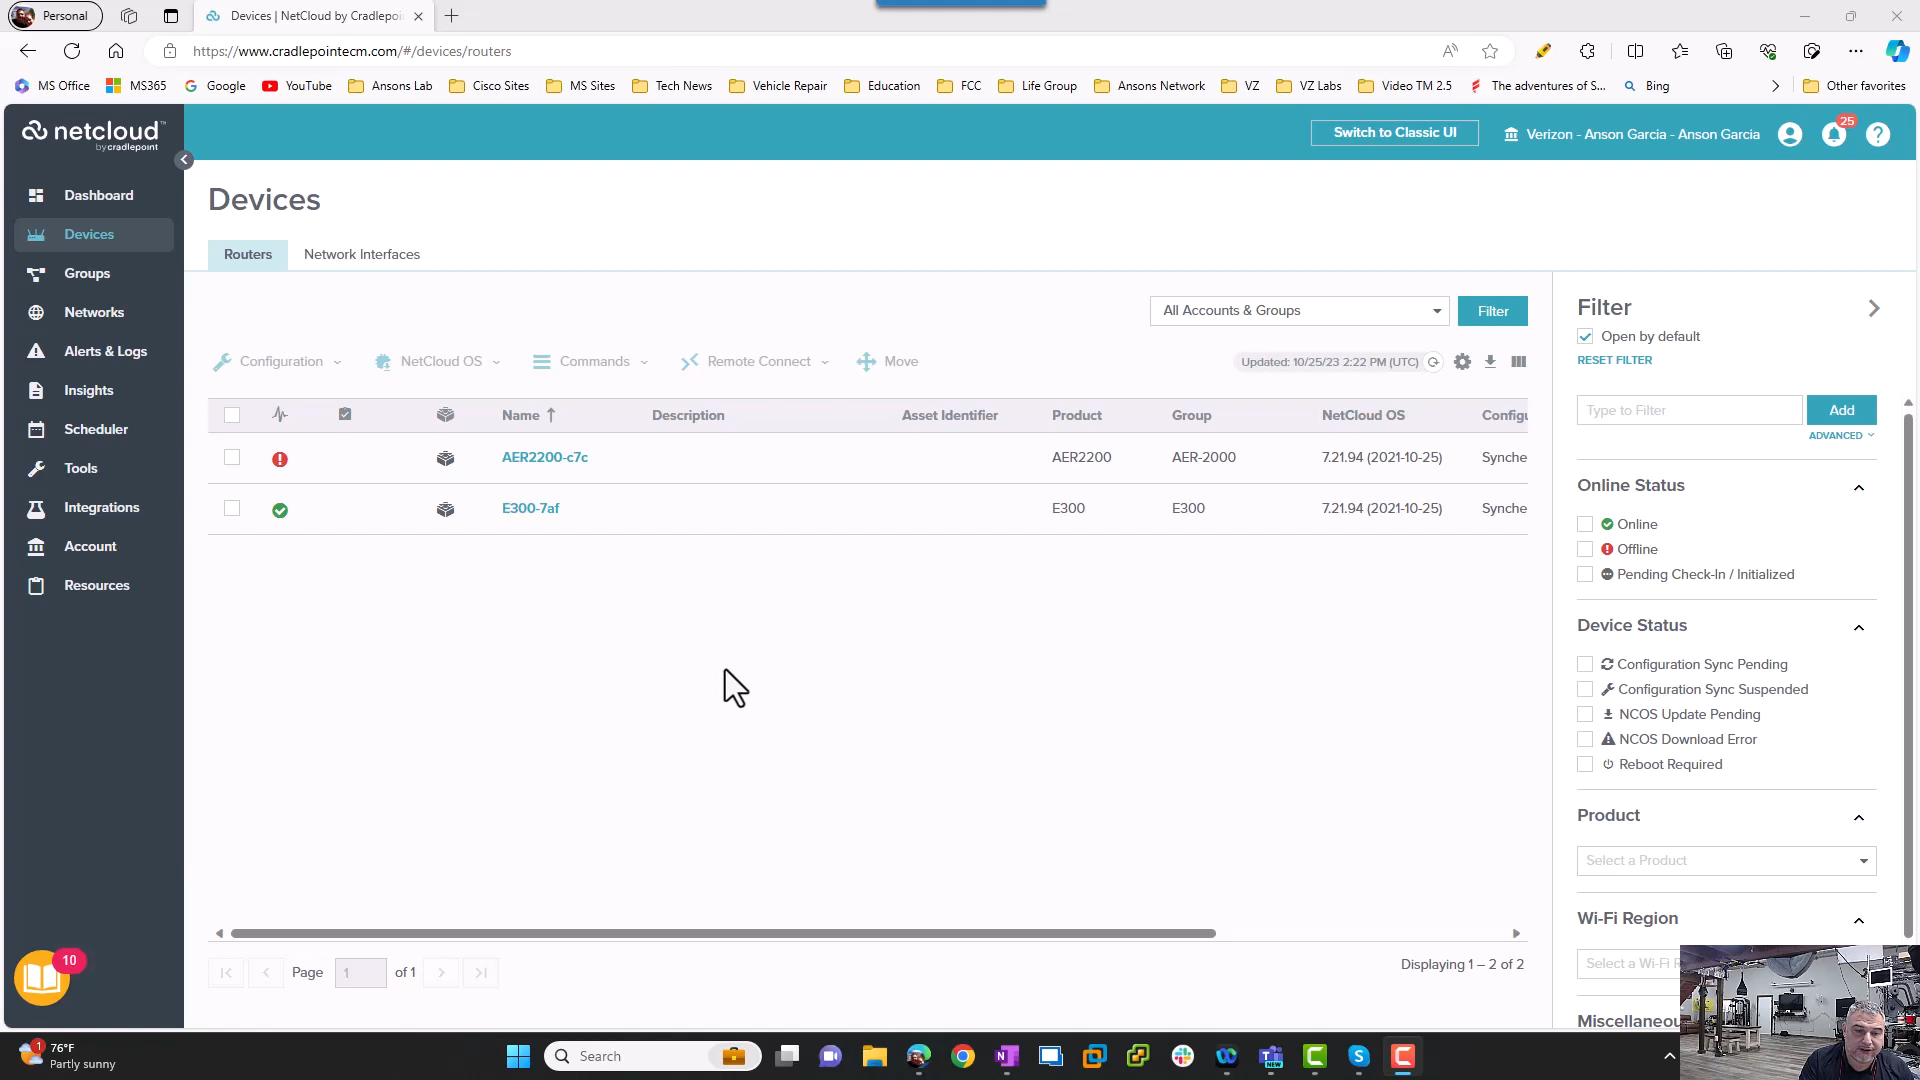 Personal
Devices | NetCloud by Cradlepoi
https://www.cradlepointecm.com/#/devices/routers
MS Office
MS365
Google
YouTube
Ansons Lab
Cisco Sites
MS Sites
Tech News
Vehicle Repair
Education
FCC
Life Group
Ansons Network
VZ
VZ Labs
Video TM 2.5
The adventures of S...
Bing
Other favorites
netcloud™
by cradlepoint
Switch to Classic UI
Verizon - Anson Garcia - Anson Garcia
25
Dashboard
Devices
Groups
Networks
Alerts & Logs
Insights
Scheduler
Tools
Integrations
Account
Resources
10
Devices
Routers
Network Interfaces
All Accounts & Groups
Filter
Configuration
NetCloud OS
Commands
Remote Connect
Move
Updated: 10/25/23 2:22 PM (UTC)
Name Description Asset Identifier Product Group NetCloud OS Configu
AER2200-c7c AER2200 AER-2000 7.21.94 (2021-10-25) Synche
E300-7af E300 E300 7.21.94 (2021-10-25) Synche
Page 1 of 1
Displaying 1 – 2 of 2
Filter
Open by default
RESET FILTER
Type to Filter
Add
ADVANCED
Online Status
Online
Offline
Pending Check-In / Initialized
Device Status
Configuration Sync Pending
Configuration Sync Suspended
NCOS Update Pending
NCOS Download Error
Reboot Required
Product
Select a Product
Wi-Fi Region
Select a Wi-Fi R
Miscellaneou
1
76°F
Partly sunny
Search
NEW